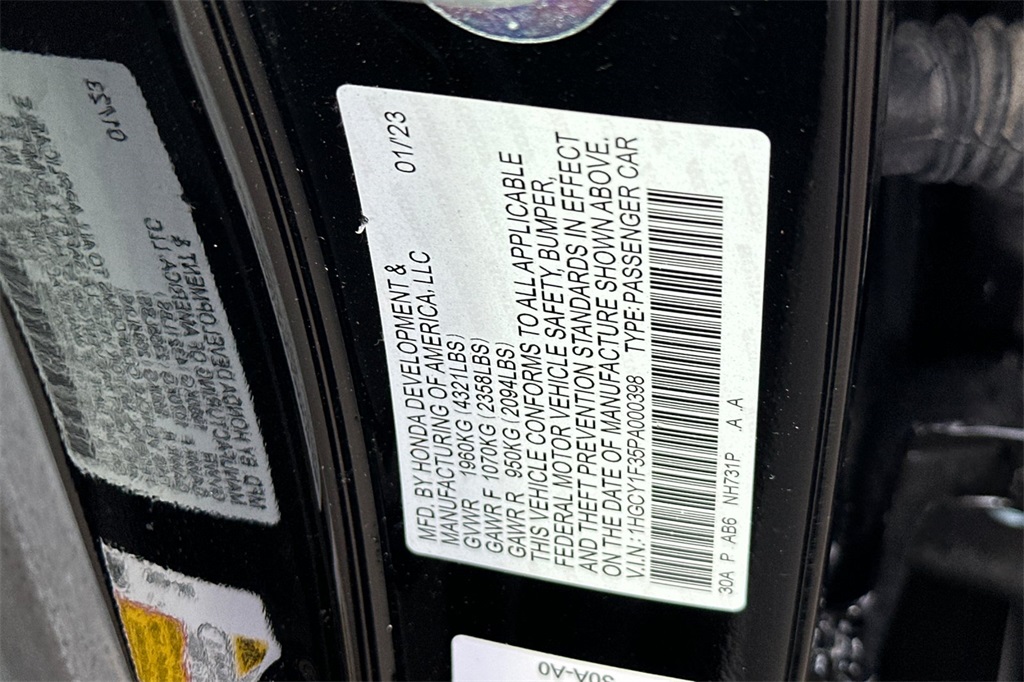 MFD. BY HONDA DEVELOPMENT &
MANUFACTURING OF AMERICA, LLC 01/'23
GVWR 1960KG (4321LBS)
GAWR F 1070KG (2358LBS)
GAWR R 950KG (2094LBS)
THIS VEHICLE CONFORMS TO ALL APPLICABLE
FEDERAL MOTOR VEHICLE SAFETY, BUMPER,
AND THEFT PREVENTION STANDARDS IN EFFECT
ON THE DATE OF MANUFACTURE SHOWN ABOVE.
V.I.N.: 1HGCY1F35PA000398 TYPE: PASSENGER CAR
30A P AB6 NH731P A .A
30A-A0